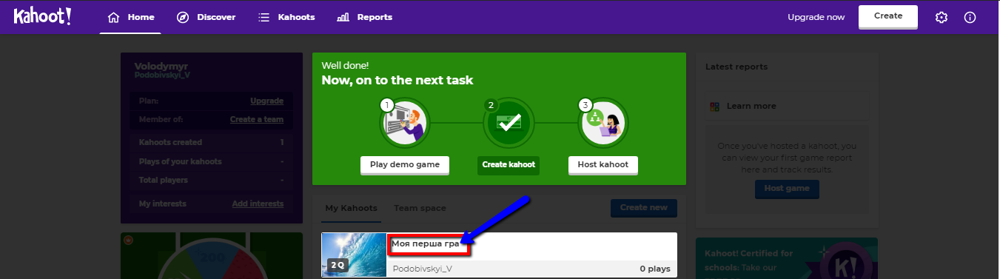 Kahoot!
Home
Discover
Kahoots
Reports
Upgrade now
Create
Volodymyr
Podobivskyi_V
Plan:
Upgrade
Member of:
Create a team
Kahoots created
1
Plays of your kahoots
-
Total players
-
My interests
Add interests
200
Well done!
Now, on to the next task
1
2
3
Play demo game
Create kahoot
Host kahoot
My Kahoots
Team space
Create new
Моя перша гра
2 Q
Podobivskyi_V
0 plays
Latest reports
Learn more
Once you've hosted a kahoot, you
can view your first game report
here and track results.
Host game
Kahoot! Certified for
schools: Take our
K!